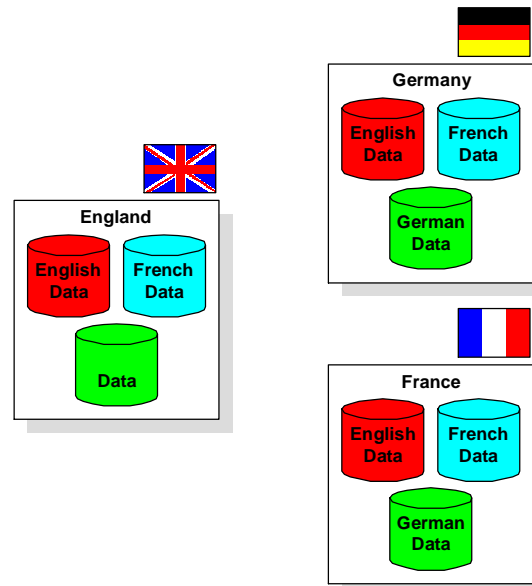 Germany
English
Data
French
Data
German
Data
England
English
Data
French
Data
Data
France
English
Data
French
Data
German
Data